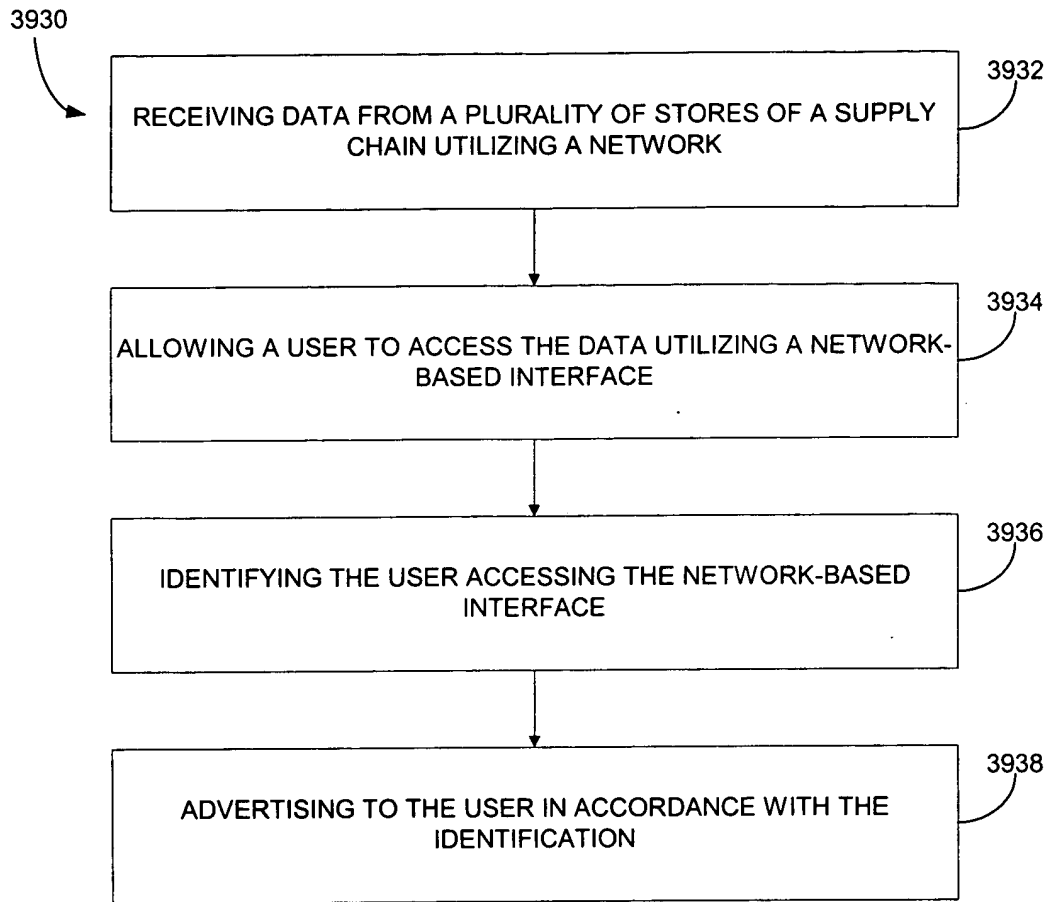 3930
3932
RECEIVING DATA FROM A PLURALITY OF STORES OF A SUPPLY
CHAIN UTILIZING A NETWORK
3934
ALLOWING A USER TO ACCESS THE DATA UTILIZING A NETWORK-
BASED INTERFACE
3936
IDENTIFYING THE USER ACCESSING THE NETWORK-BASED
INTERFACE
3938
ADVERTISING TO THE USER IN ACCORDANCE WITH THE
IDENTIFICATION